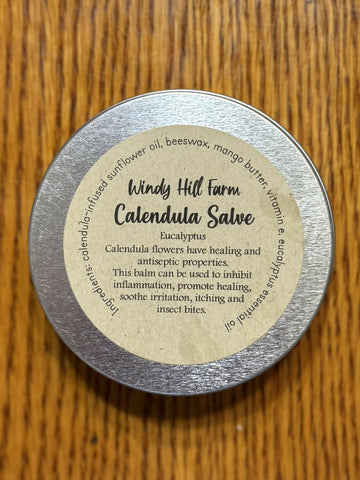 Windy Hill Farm
Calendula Salve
Eucalyptus
Calendula flowers have healing and
antiseptic properties.
This balm can be used to inhibit
inflammation, promote healing,
soothe irritation, itching and
insect bites.
Ingredients: calendula-infused sunflower oil, beeswax, mango butter, vitamin e, eucalyptus essential oil